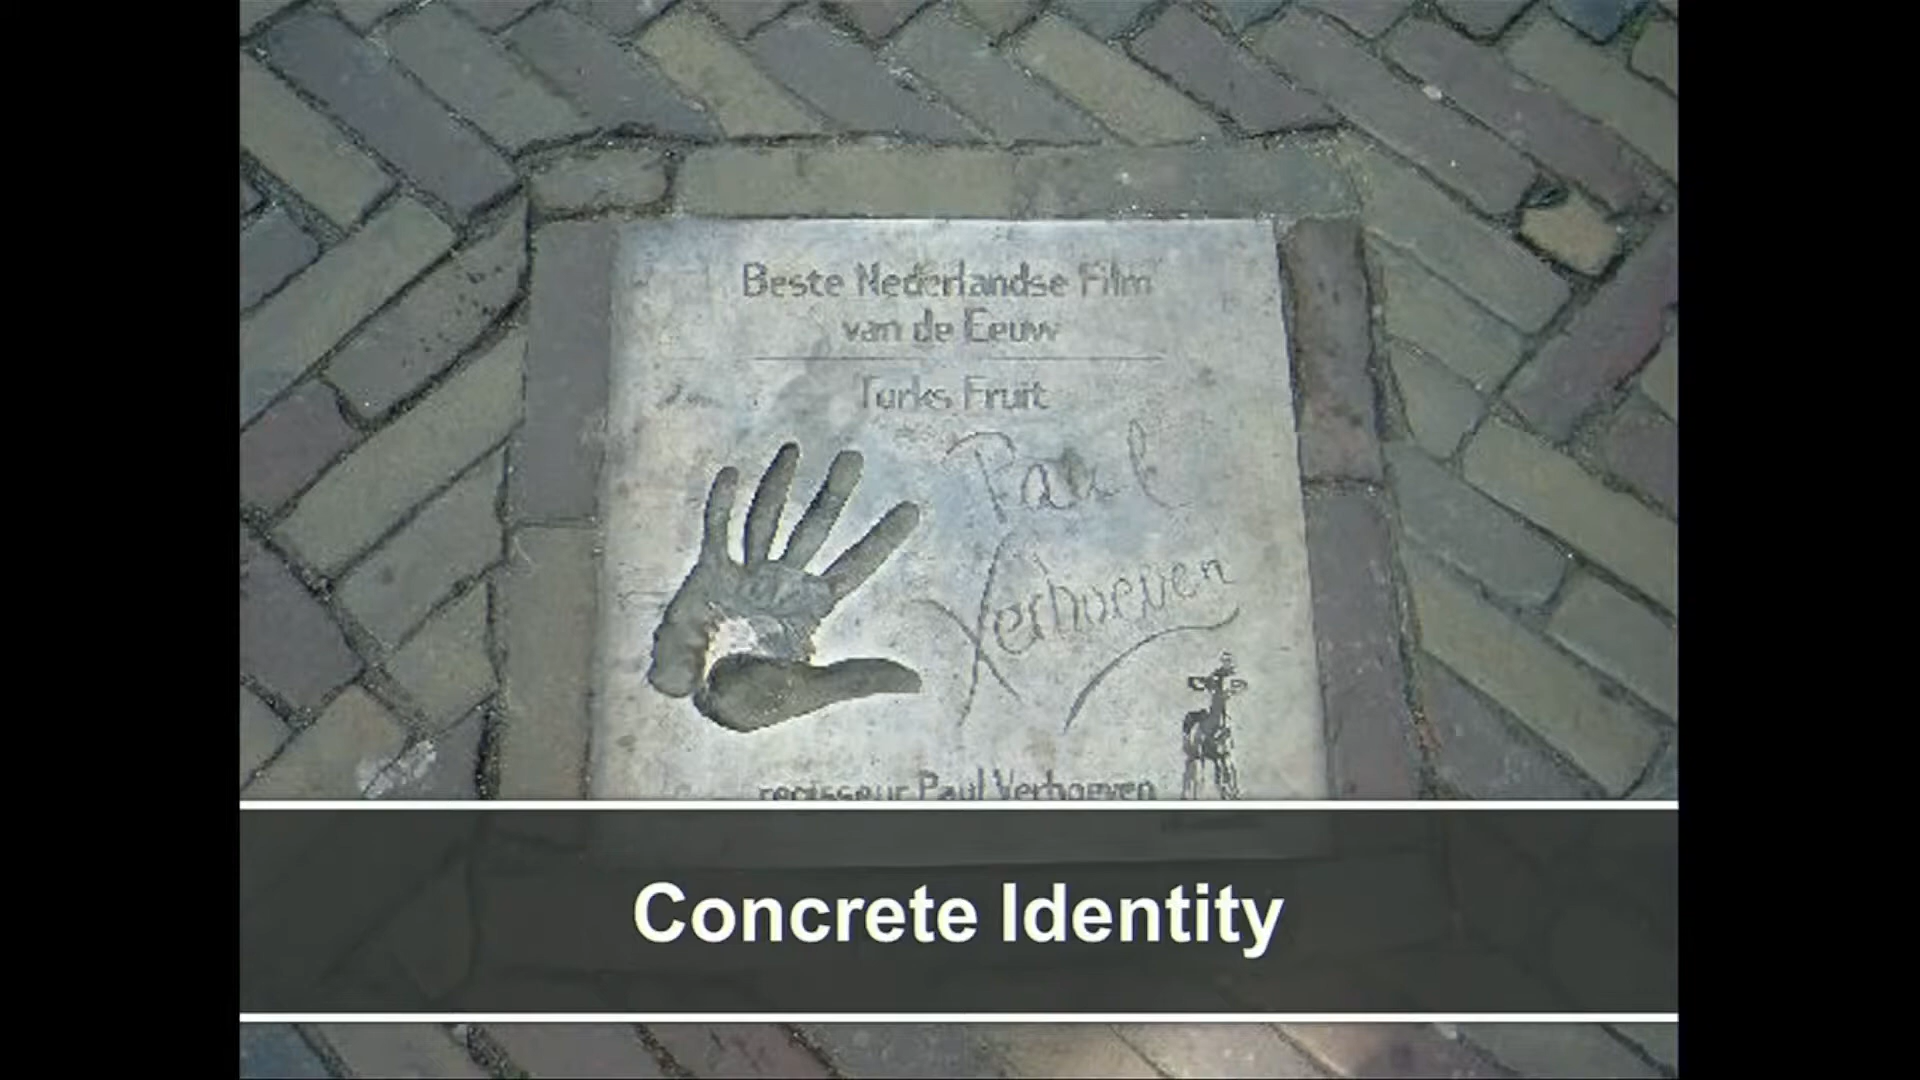 Beste Nederlandse Film
van de Eeuw
Turks Fruit
Paul
Verhoeven
regisseur Paul Verhoeven
Concrete Identity